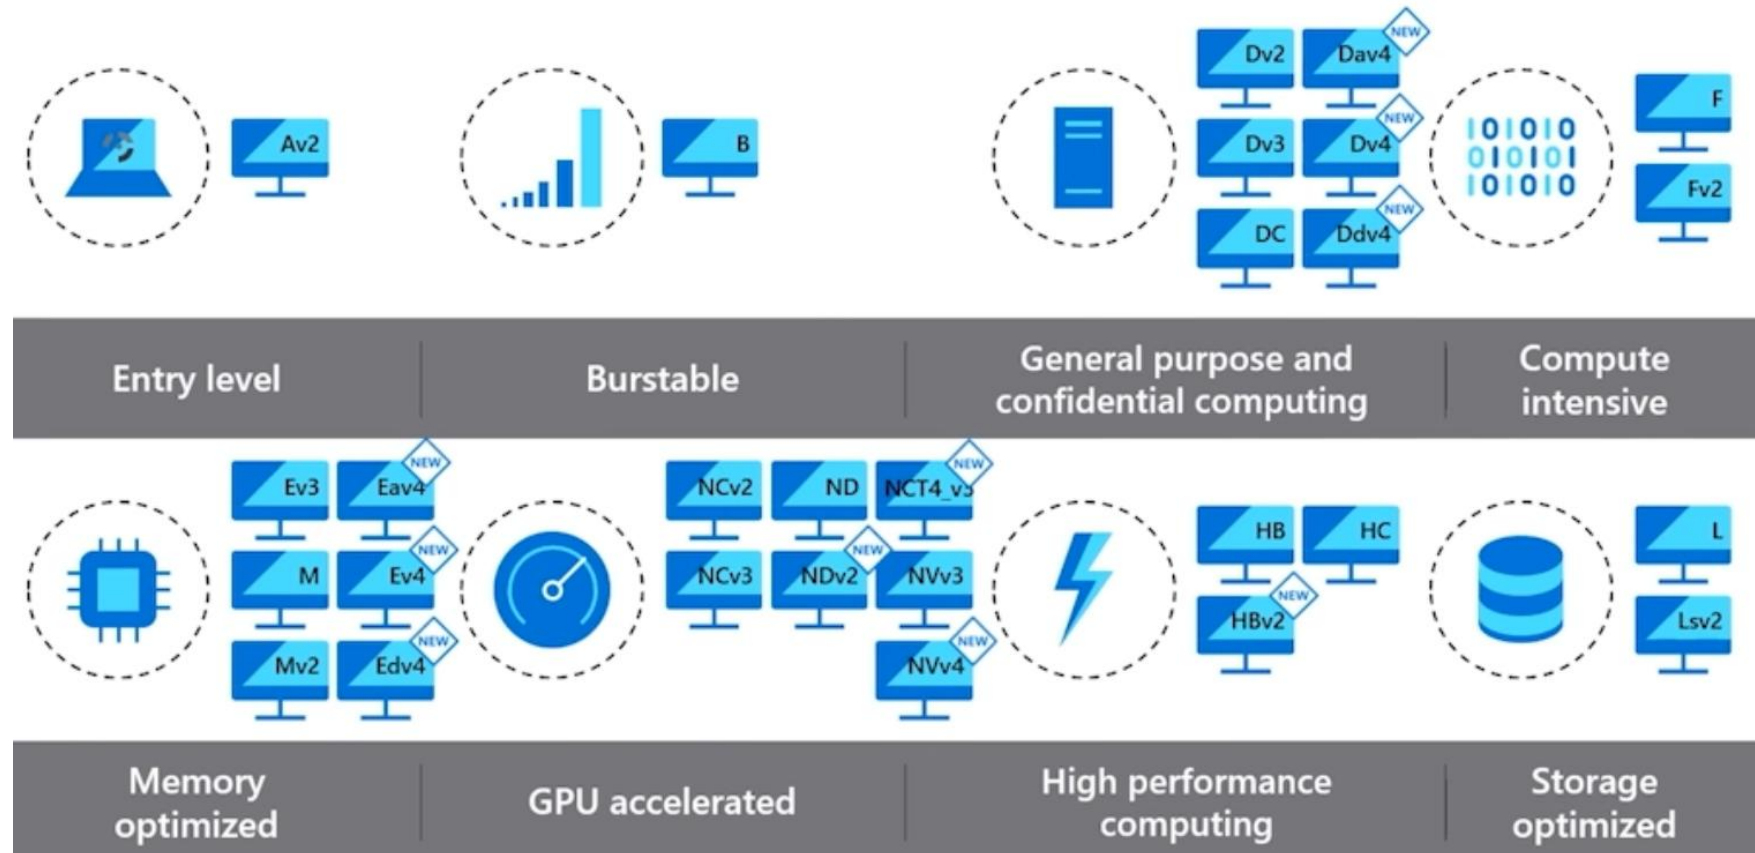 Av2
B
Dv2
Dav4
NEW
Dv3
Dv4
NEW
DC
Ddv4
NEW
10101010
F
Fv2
Entry level
Burstable
General purpose and
confidential computing
Compute
intensive
Ev3
Eav4
NEW
M
Ev4
NEW
Mv2
Edv4
NEW
NCv2
ND
NCT4_v3
NEW
NCv3
NDv2
NEW
NVv3
NVv4
NEW
HB
HC
HBv2
NEW
L
Lsv2
Memory
optimized
GPU accelerated
High performance
computing
Storage
optimized